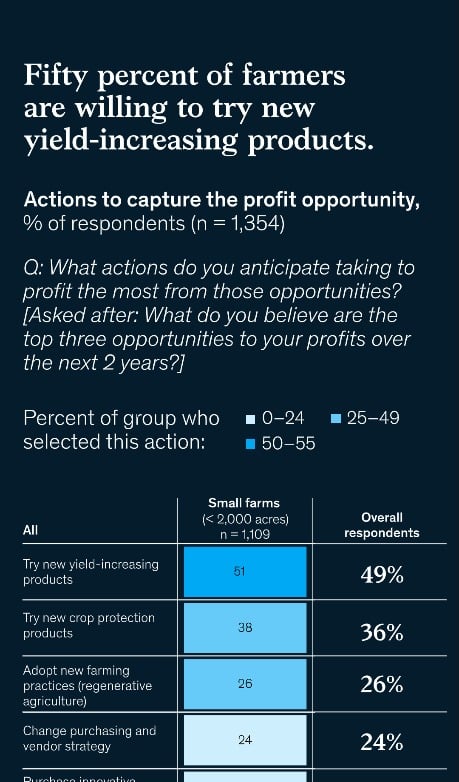 Fifty percent of farmers
are willing to try new
yield-increasing products.
Actions to capture the profit opportunity,
% of respondents (n = 1,354)
Q: What actions do you anticipate taking to
profit the most from those opportunities?
[Asked after: What do you believe are the
top three opportunities to your profits over
the next 2 years?]
Percent of group who
selected this action:
0–24
25–49
50–55
All
Small farms
(< 2,000 acres)
n = 1,109
Overall
respondents
Try new yield-increasing
products
51
49%
Try new crop protection
products
38
36%
Adopt new farming
practices (regenerative
agriculture)
26
26%
Change purchasing and
vendor strategy
24
24%
Purchase innovative